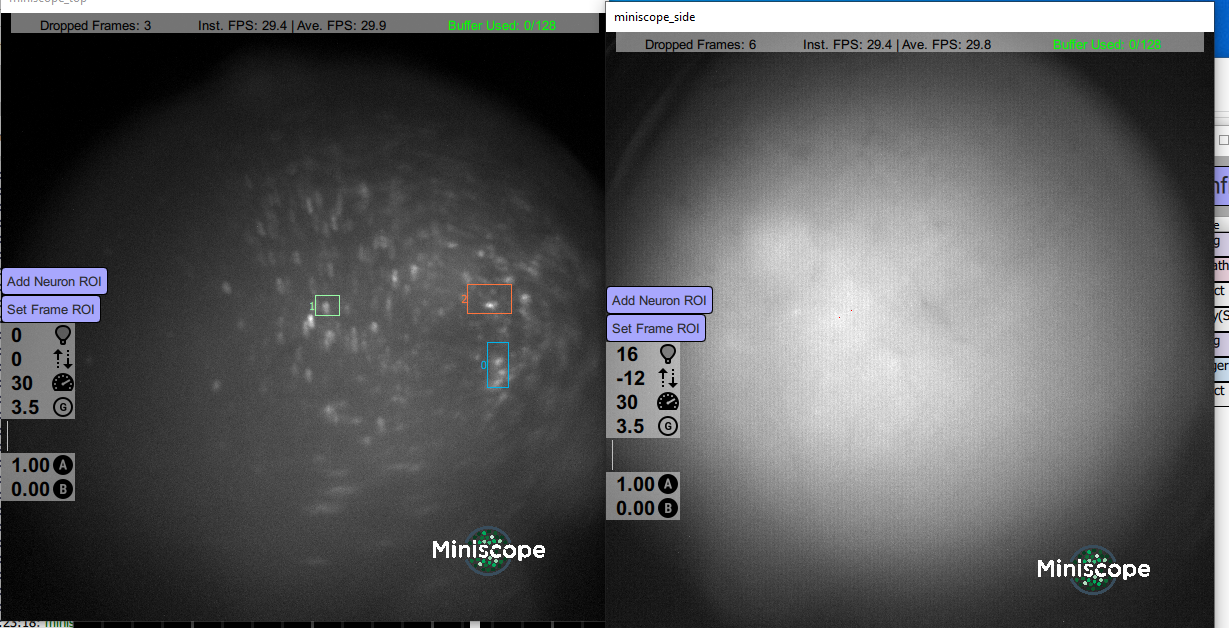 miniscope_top
Dropped Frames: 3 Inst. FPS: 29.4 | Ave. FPS: 29.9 Buffer Used: 0/128
1
2
0
Add Neuron ROI
Set Frame ROI
0
0
30
3.5 G
1.00 A
0.00 B
Miniscope
miniscope_side
Dropped Frames: 6 Inst. FPS: 29.4 | Ave. FPS: 29.8 Buffer Used: 0/128
Add Neuron ROI
Set Frame ROI
16
-12
30
3.5 G
1.00 A
0.00 B
Miniscope